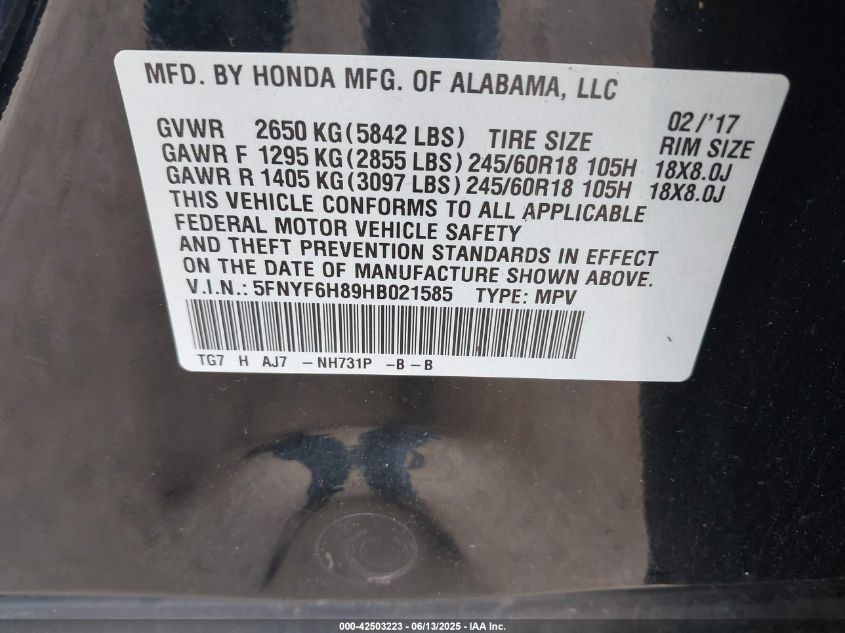 MFD. BY HONDA MFG. OF ALABAMA, LLC
02/'17
GVWR 2650 KG(5842 LBS) TIRE SIZE RIM SIZE
GAWR F 1295 KG(2855 LBS) 245/60R18 105H 18X8.0J
GAWR R 1405 KG(3097 LBS) 245/60R18 105H 18X8.0J
THIS VEHICLE CONFORMS TO ALL APPLICABLE
FEDERAL MOTOR VEHICLE SAFETY
AND THEFT PREVENTION STANDARDS IN EFFECT
ON THE DATE OF MANUFACTURE SHOWN ABOVE.
V.I.N.: 5FNYF6H89HB021585 TYPE: MPV
TG7 H AJ7 -NH731P -B-B
000-42503223 - 06/13/2025 - IAA Inc.